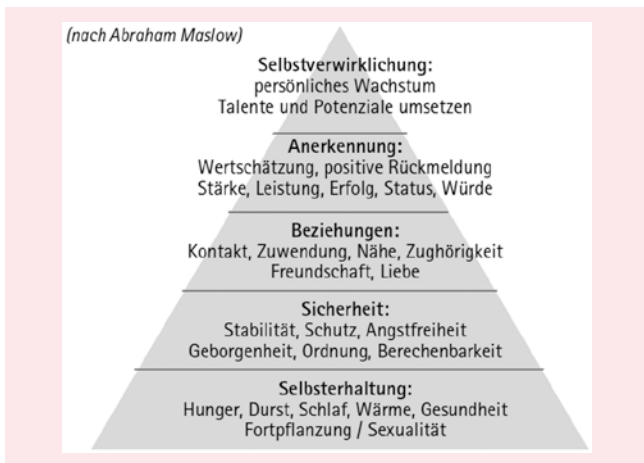 (nach Abraham Maslow)
Selbstverwirklichung:
persönliches Wachstum
Talente und Potenziale umsetzen
Anerkennung:
Wertschätzung, positive Rückmeldung
Stärke, Leistung, Erfolg, Status, Würde
Beziehungen:
Kontakt, Zuwendung, Nähe, Zughörigkeit
Freundschaft, Liebe
Sicherheit:
Stabilität, Schutz, Angstfreiheit
Geborgenheit, Ordnung, Berechenbarkeit
Selbsterhaltung:
Hunger, Durst, Schlaf, Wärme, Gesundheit
Fortpflanzung / Sexualität